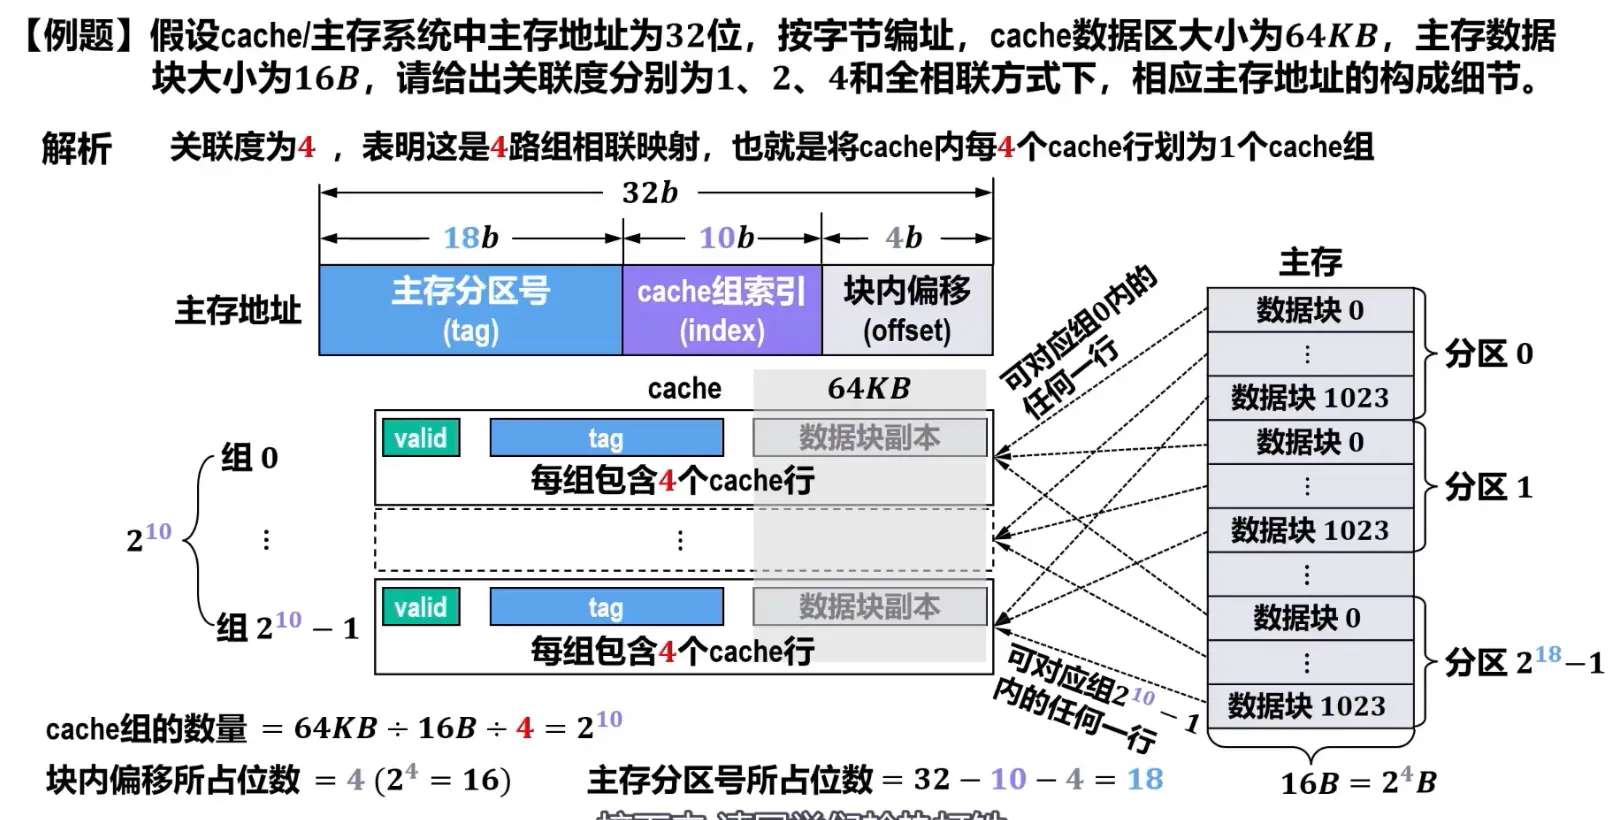 【例题】假设cache/主存系统中主存地址为32位，按字节编址，cache数据区大小为64KB，主存数据
块大小为16B，请给出关联度分别为1、2、4和全相联方式下，相应主存地址的构成细节。
解析 关联度为4 ，表明这是4路组相联映射，也就是将cache内每4个cache行划为1个cache组
32b
18b 10b 4b
主存地址
主存分区号
(tag)
cache组索引
(index)
块内偏移
(offset)
cache 64KB
组 0
valid tag 数据块副本
每组包含4个cache行
2^10
⋮
⋮
组 2^10 − 1
valid tag 数据块副本
每组包含4个cache行
可对应组0内的
任何一行
可对应组2^10 − 1
内的任何一行
主存
数据块 0
⋮
数据块 1023
分区 0
数据块 0
⋮
数据块 1023
分区 1
⋮
数据块 0
⋮
数据块 1023
分区 2^18−1
16B = 2^4B
cache组的数量 = 64KB ÷ 16B ÷ 4 = 2^10
块内偏移所占位数 = 4 (2^4 = 16) 主存分区号所占位数 = 32 − 10 − 4 = 18